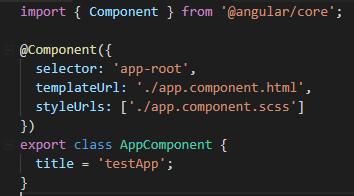 import { Component } from '@angular/core';
@Component({
  selector: 'app-root',
  templateUrl: './app.component.html',
  styleUrls: ['./app.component.scss']
})
export class AppComponent {
  title = 'testApp';
}